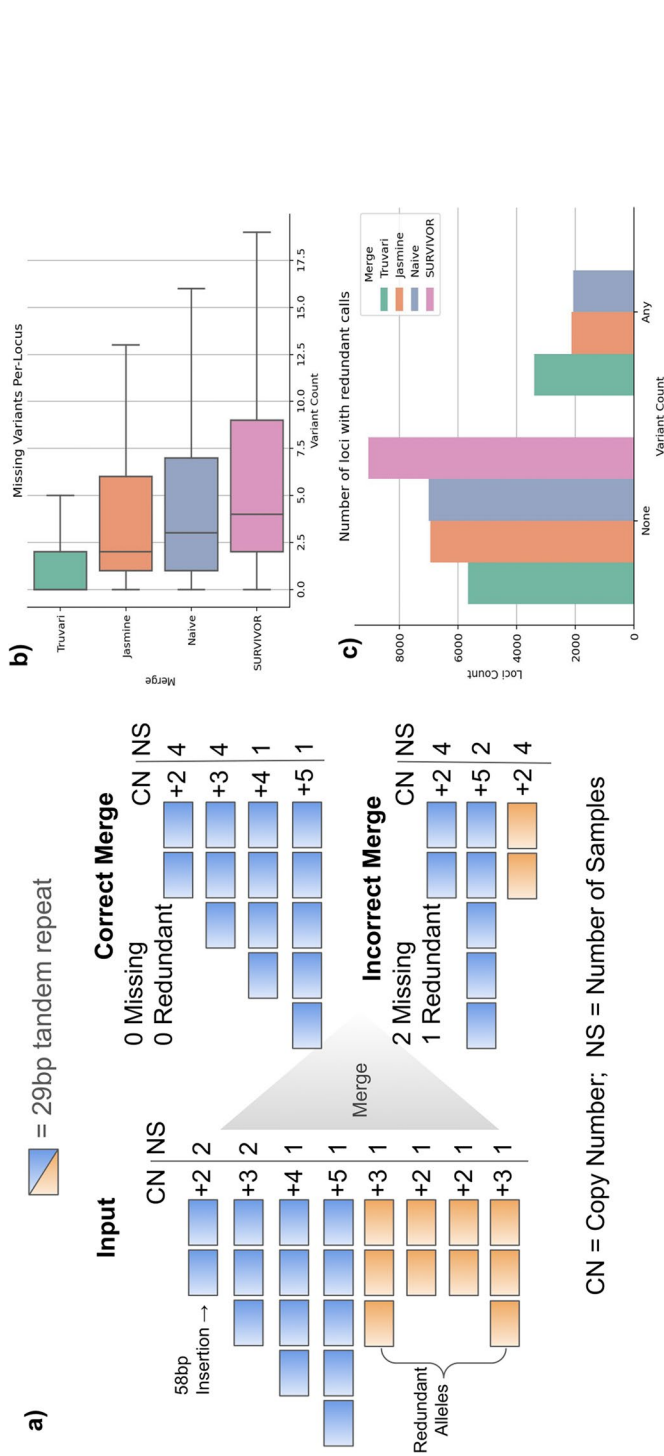 a)
= 29bp tandem repeat
Input
CN NS
58bp
Insertion →
+2 2
+3 2
+4 1
+5 1
+3 1
+2 1
+2 1
+3 1
Redundant
Alleles
Merge
Correct Merge
0 Missing
0 Redundant
CN NS
+2 4
+3 4
+4 1
+5 1
Incorrect Merge
2 Missing
1 Redundant
CN NS
+2 4
+5 2
+2 4
CN = Copy Number; NS = Number of Samples
b)
Missing Variants Per-Locus
Merge
Truvari
Jasmine
Naive
SURVIVOR
0.0 2.5 5.0 7.5 10.0 12.5 15.0 17.5
Variant Count
c)
Number of loci with redundant calls
Loci Count
8000
6000
4000
2000
0
Merge
Truvari
Jasmine
Naive
SURVIVOR
None Any
Variant Count